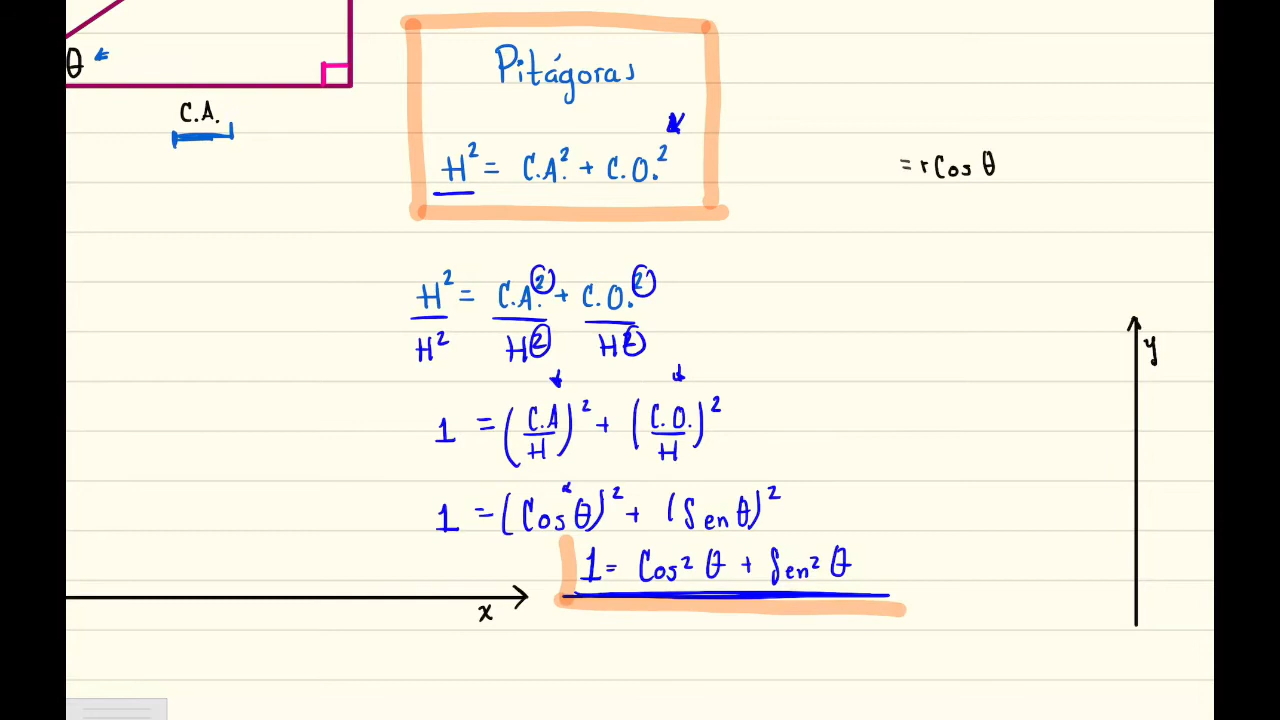 θ
C.A.
Pitágoras
H² = C.A.² + C.O.²
= r Cos θ
H² = C.A.² + C.O.²
H² H² H²
1 = (C.A/H)² + (C.O./H)²
1 = (Cos θ)² + (Sen θ)²
1 = Cos² θ + Sen² θ
x
y